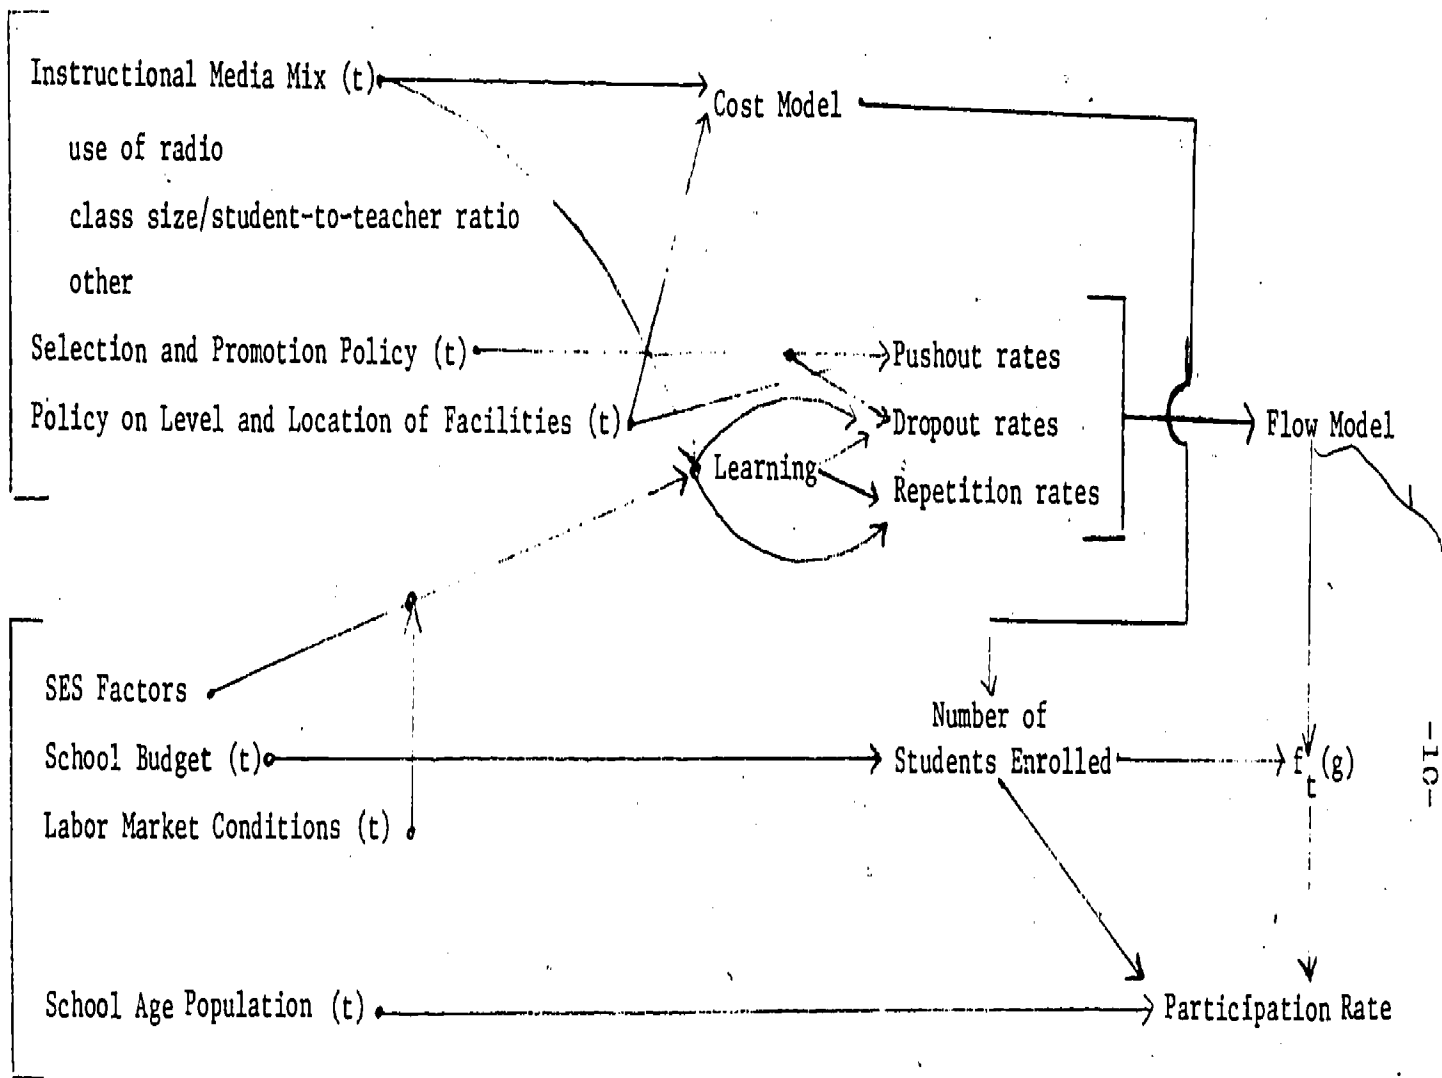 Instructional Media Mix (t)
Cost Model
use of radio
class size/student-to-teacher ratio
other
Selection and Promotion Policy (t)
Pushout rates
Policy on Level and Location of Facilities (t)
Dropout rates
Flow Model
Learning
Repetition rates
SES Factors
Number of
School Budget (t)
Students Enrolled
f_t(g)
Labor Market Conditions (t)
School Age Population (t)
Participation Rate
-10-